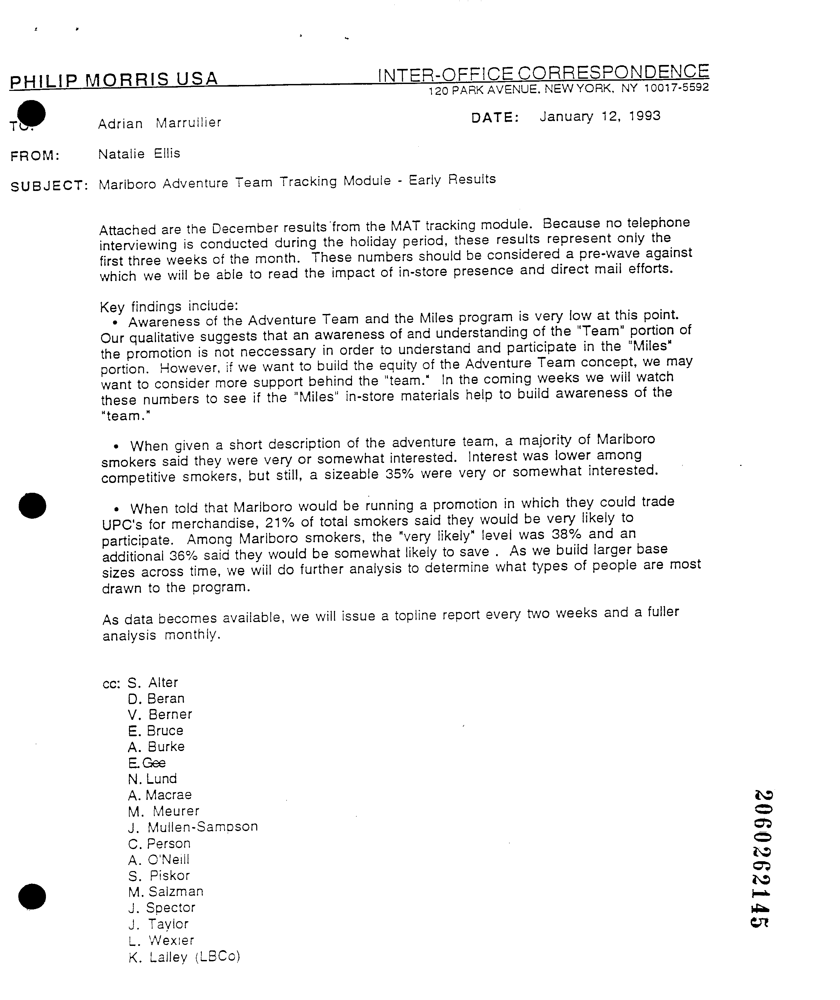 PHILIP MORRIS USA INTER-OFFICE CORRESPONDENCE
120 PARK AVENUE, NEW YORK, NY 10017-5592
TO: Adrian Marrullier DATE: January 12, 1993
FROM: Natalie Ellis
SUBJECT: Marlboro Adventure Team Tracking Module - Early Results
Attached are the December results from the MAT tracking module. Because no telephone
interviewing is conducted during the holiday period, these results represent only the
first three weeks of the month. These numbers should be considered a pre-wave against
which we will be able to read the impact of in-store presence and direct mail efforts.
Key findings include:
• Awareness of the Adventure Team and the Miles program is very low at this point.
Our qualitative suggests that an awareness of and understanding of the "Team" portion of
the promotion is not neccessary in order to understand and participate in the "Miles"
portion. However, if we want to build the equity of the Adventure Team concept, we may
want to consider more support behind the "team." In the coming weeks we will watch
these numbers to see if the "Miles" in-store materials help to build awareness of the
"team."
• When given a short description of the adventure team, a majority of Marlboro
smokers said they were very or somewhat interested. Interest was lower among
competitive smokers, but still, a sizeable 35% were very or somewhat interested.
• When told that Marlboro would be running a promotion in which they could trade
UPC's for merchandise, 21% of total smokers said they would be very likely to
participate. Among Marlboro smokers, the "very likely" level was 38% and an
additional 36% said they would be somewhat likely to save . As we build larger base
sizes across time, we will do further analysis to determine what types of people are most
drawn to the program.
As data becomes available, we will issue a topline report every two weeks and a fuller
analysis monthly.
cc: S. Alter
D. Beran
V. Berner
E. Bruce
A. Burke
E. Gee
N. Lund
A. Macrae
M. Meurer
J. Mullen-Sampson
C. Person
A. O'Neill
S. Piskor
M. Salzman
J. Spector
J. Taylor
L. Wexler
K. Lalley (LBCo)
2060262145